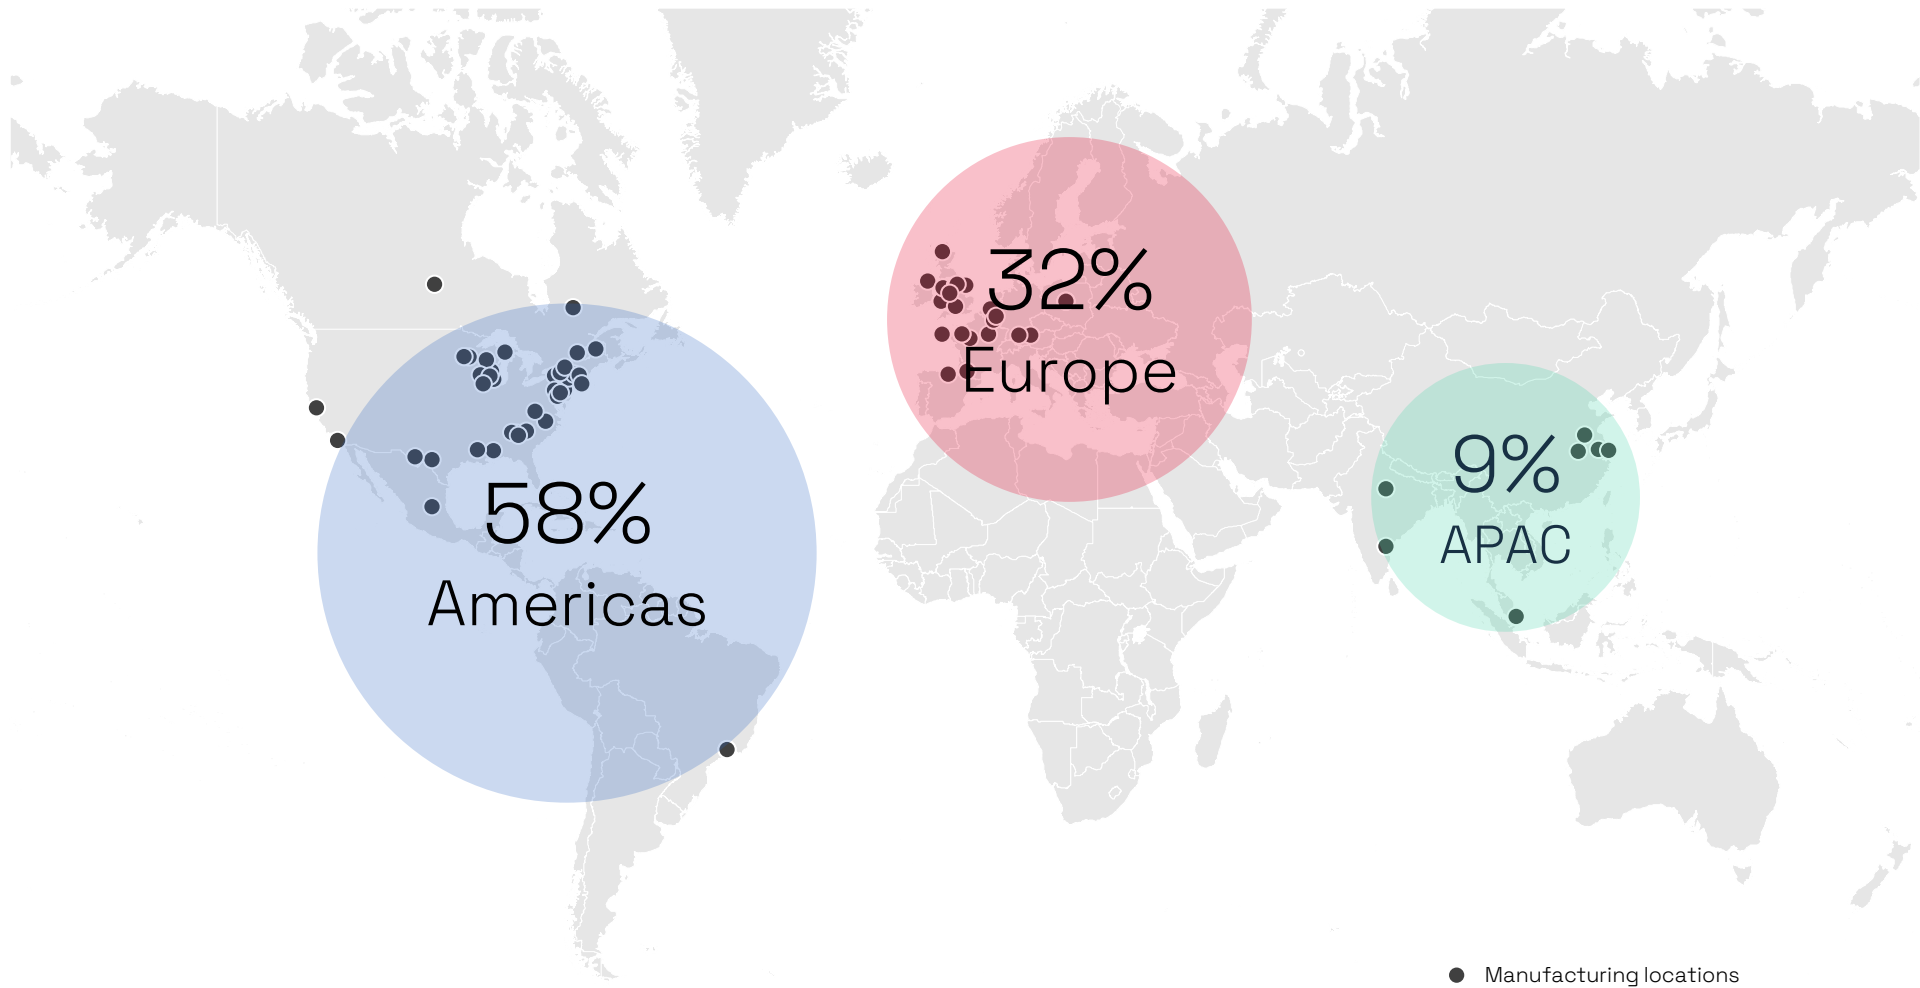 32%
Europe
9%
APAC
58%
Americas
Manufacturing locations